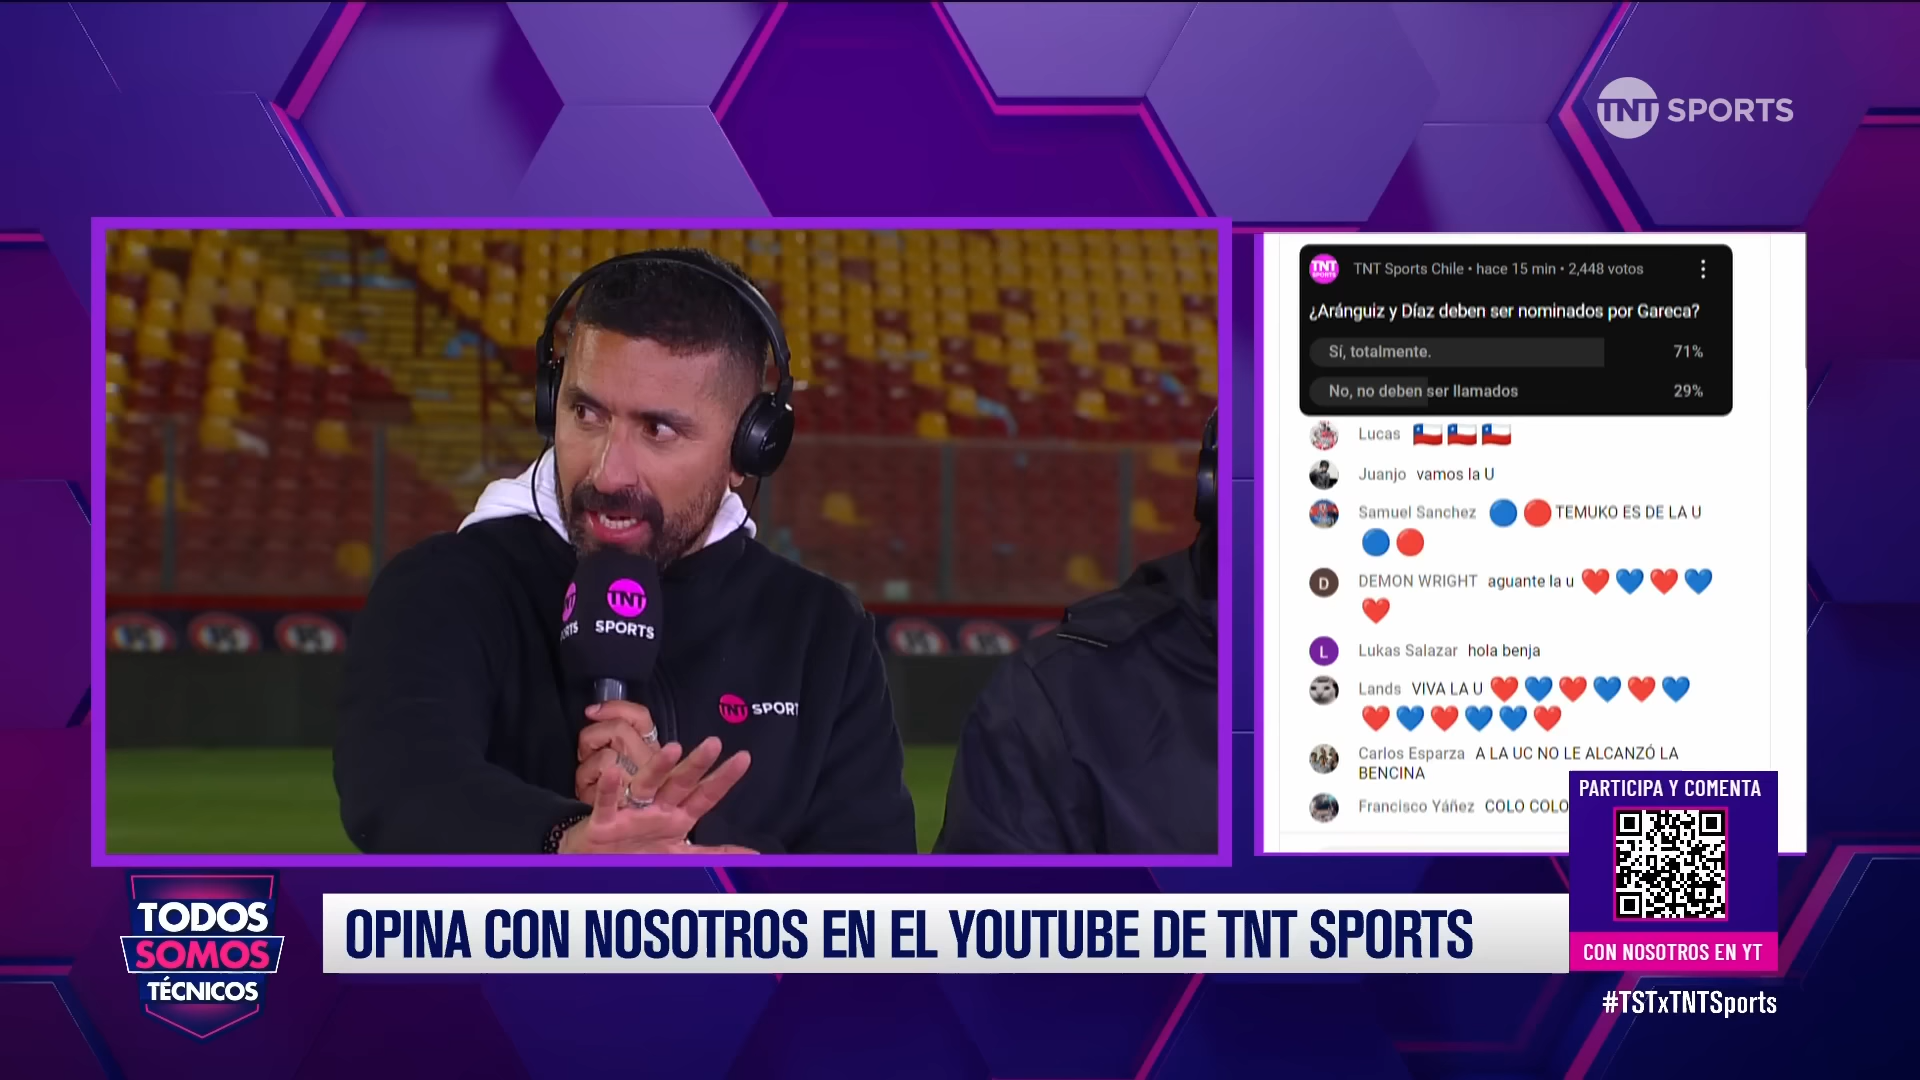 TNT SPORTS
TNT SPORTS
TNT Sports Chile • hace 15 min • 2,448 votos
¿Aránguiz y Díaz deben ser nominados por Gareca?
Sí, totalmente. 71%
No, no deben ser llamados 29%
Lucas 🇨🇱 🇨🇱 🇨🇱
Juanjo vamos la U
Samuel Sanchez 🔵 🔴 TEMUKO ES DE LA U
🔵 🔴
D
DEMON WRIGHT aguante la u ❤️ 💙 ❤️ 💙
❤️
L
Lukas Salazar hola benja
Lands VIVA LA U ❤️ 💙 ❤️ 💙 ❤️ 💙
❤️ 💙 ❤️ 💙 💙 ❤️
Carlos Esparza A LA UC NO LE ALCANZÓ LA
BENCINA
Francisco Yáñez COLO COLO
TNT
SPORTS
TNT SPORT
PARTICIPA Y COMENTA
CON NOSOTROS EN YT
#TSTxTNTSports
TODOS
SOMOS
TÉCNICOS
OPINA CON NOSOTROS EN EL YOUTUBE DE TNT SPORTS